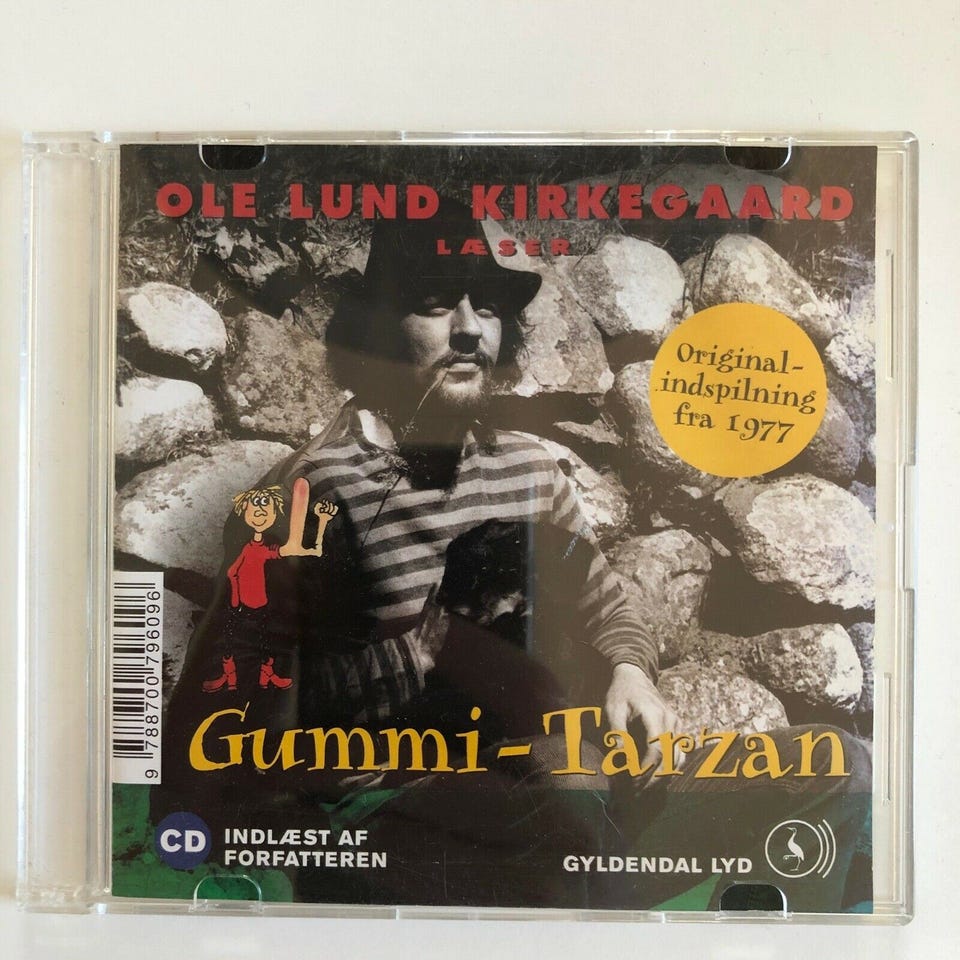 OLE LUND KIRKEGAARD
LÆSER
Original-
indspilning
fra 1977
9 788700 796096
Gummi-Tarzan
CD
INDLÆST AF
FORFATTEREN
GYLDENDAL LYD